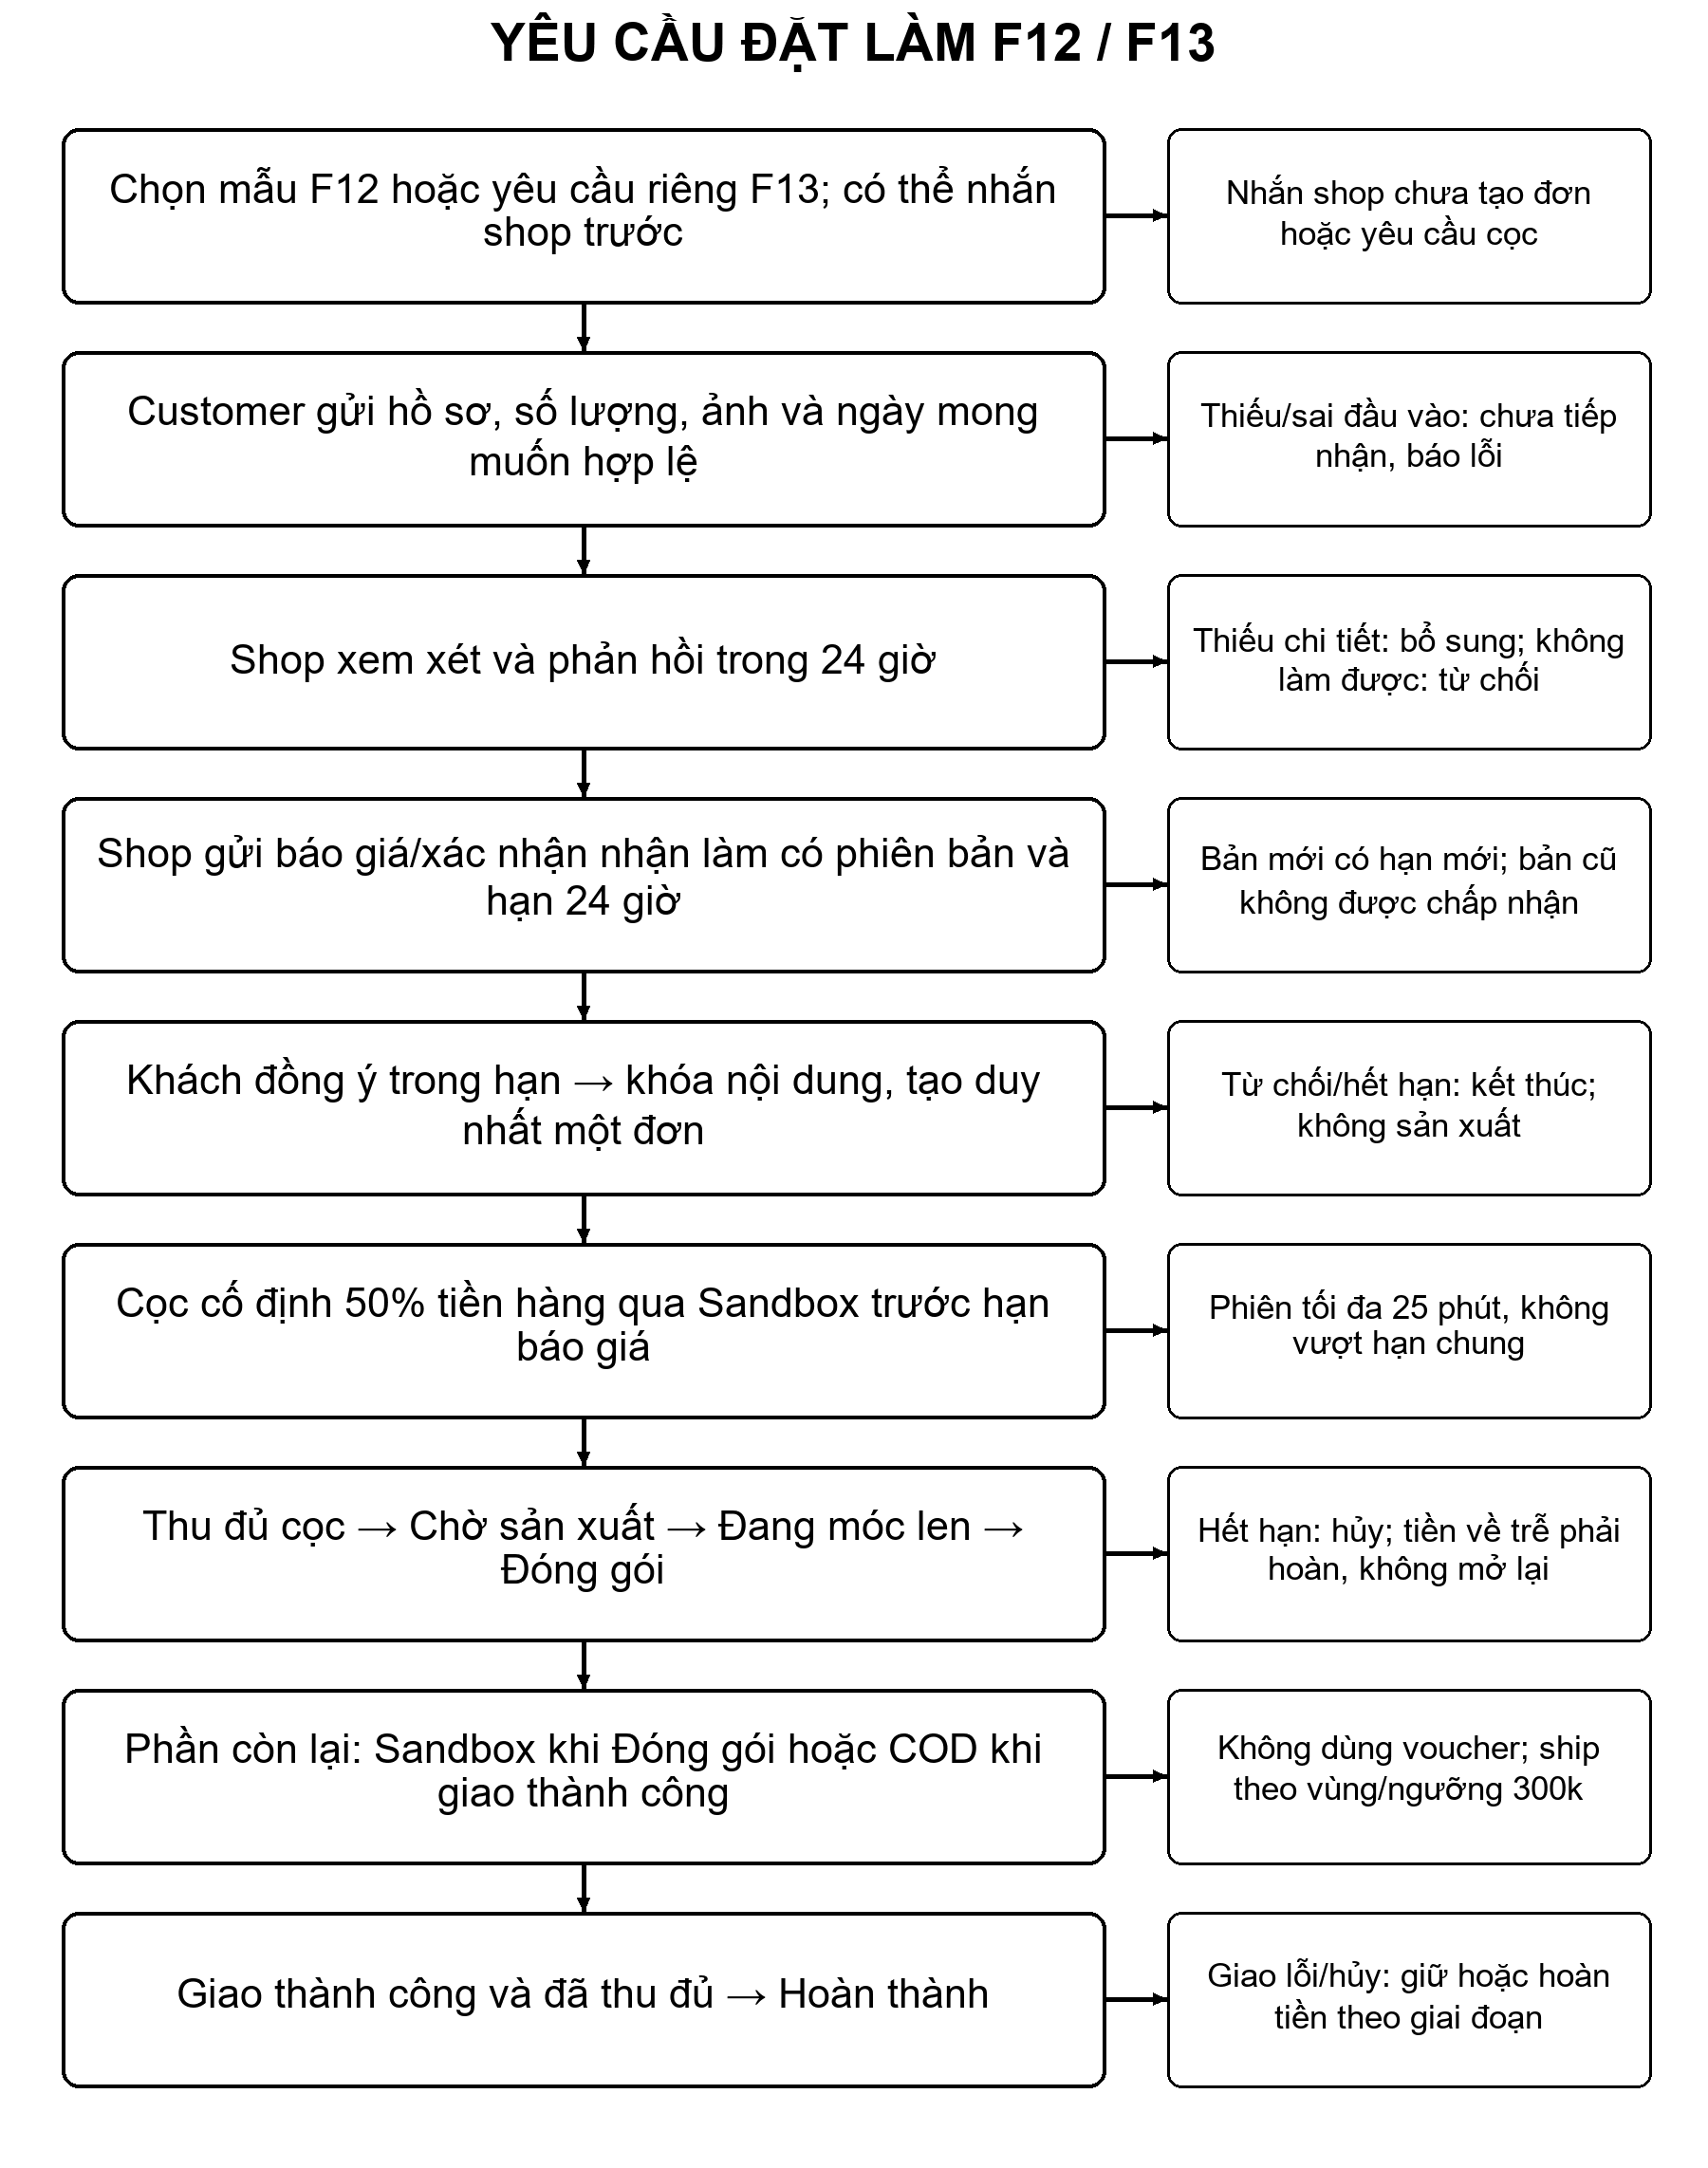 YÊU CẦU ĐẶT LÀM F12 / F13
Chọn mẫu F12 hoặc yêu cầu riêng F13; có thể nhắn
shop trước
Nhắn shop chưa tạo đơn
hoặc yêu cầu cọc
Customer gửi hồ sơ, số lượng, ảnh và ngày mong
muốn hợp lệ
Thiếu/sai đầu vào: chưa tiếp
nhận, báo lỗi
Shop xem xét và phản hồi trong 24 giờ
Thiếu chi tiết: bổ sung; không
làm được: từ chối
Shop gửi báo giá/xác nhận nhận làm có phiên bản và
hạn 24 giờ
Bản mới có hạn mới; bản cũ
không được chấp nhận
Khách đồng ý trong hạn → khóa nội dung, tạo duy
nhất một đơn
Từ chối/hết hạn: kết thúc;
không sản xuất
Cọc cố định 50% tiền hàng qua Sandbox trước hạn
báo giá
Phiên tối đa 25 phút, không
vượt hạn chung
Thu đủ cọc → Chờ sản xuất → Đang móc len →
Đóng gói
Hết hạn: hủy; tiền về trễ phải
hoàn, không mở lại
Phần còn lại: Sandbox khi Đóng gói hoặc COD khi
giao thành công
Không dùng voucher; ship
theo vùng/ngưỡng 300k
Giao thành công và đã thu đủ → Hoàn thành
Giao lỗi/hủy: giữ hoặc hoàn
tiền theo giai đoạn